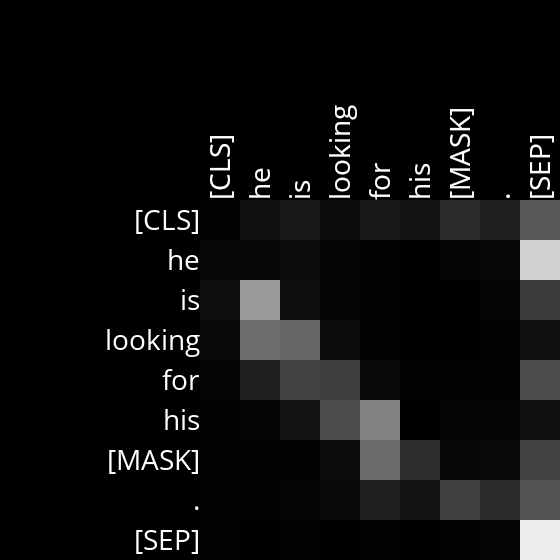 [CLS] he is looking for his [MASK] . [SEP]
[CLS]
he
is
looking
for
his
[MASK]
.
[SEP]